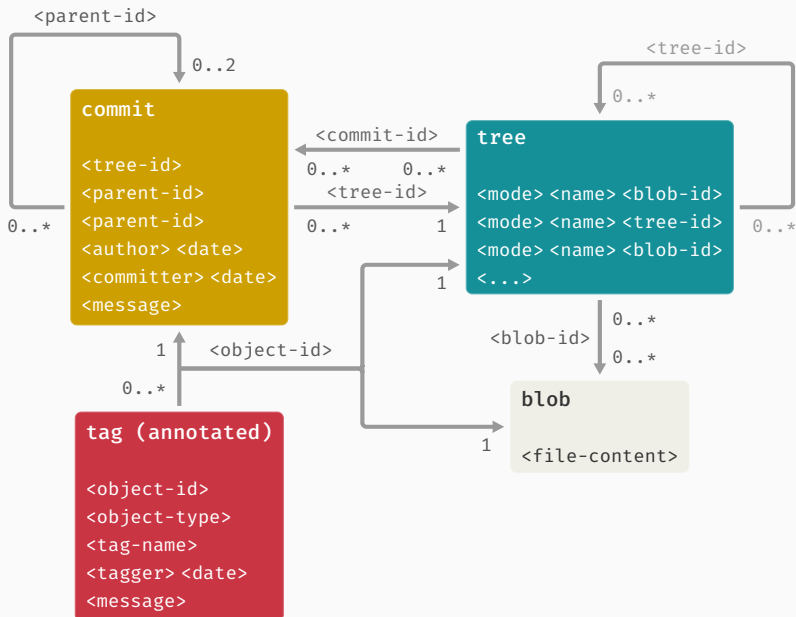 <parent-id>
0..2
commit
<tree-id>
<parent-id>
<parent-id>
<author> <date>
<committer> <date>
<message>
0..*
<commit-id>
0..* 0..*
<tree-id>
0..* 1
<tree-id>
0..*
tree
<mode> <name> <blob-id>
<mode> <name> <tree-id>
<mode> <name> <blob-id>
<...>
0..*
1
<object-id>
1
0..*
<blob-id>
0..*
0..*
blob
<file-content>
1
tag (annotated)
<object-id>
<object-type>
<tag-name>
<tagger> <date>
<message>